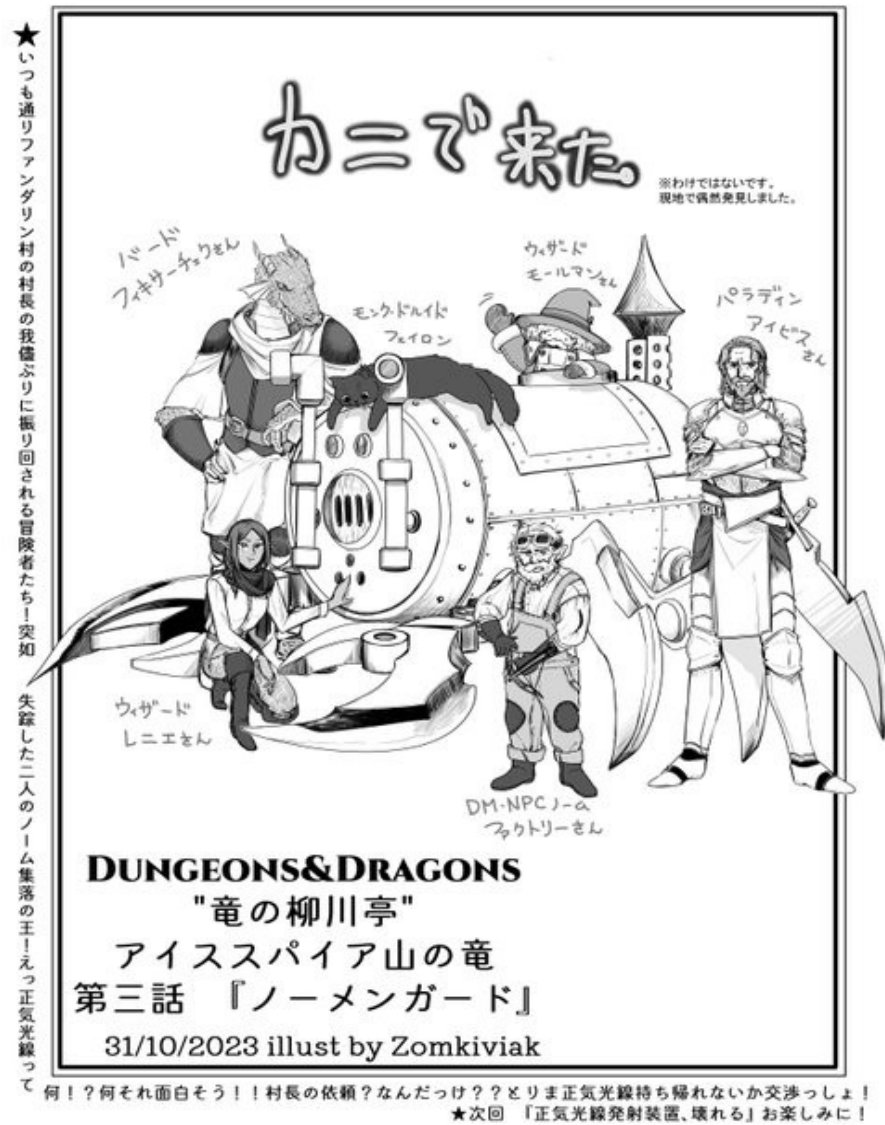 カニで来た。
※わけではないです。
現地で偶然発見しました。
バード
フィキサーチェクさん
モンク・ドルイド
フェイロン
ウィザード
モールマンさん
パラディン
アイビスさん
ウィザード
レニエさん
DM-NPCノーム
ファクトリーさん
DUNGEONS&DRAGONS
"竜の柳川亭"
アイススパイア山の竜
第三話 『ノーメンガード』
31/10/2023 illust by Zomkiviak
★いつも通りファンダリン村の村長の我儘ぶりに振り回される冒険者たち！突如 失踪した二人のノーム集落の王！えっ正気光線って
何！？何それ面白そう！！村長の依頼？なんだっけ？？とりま正気光線持ち帰れないか交渉っしょ！
★次回 『正気光線発射装置、壊れる』お楽しみに！